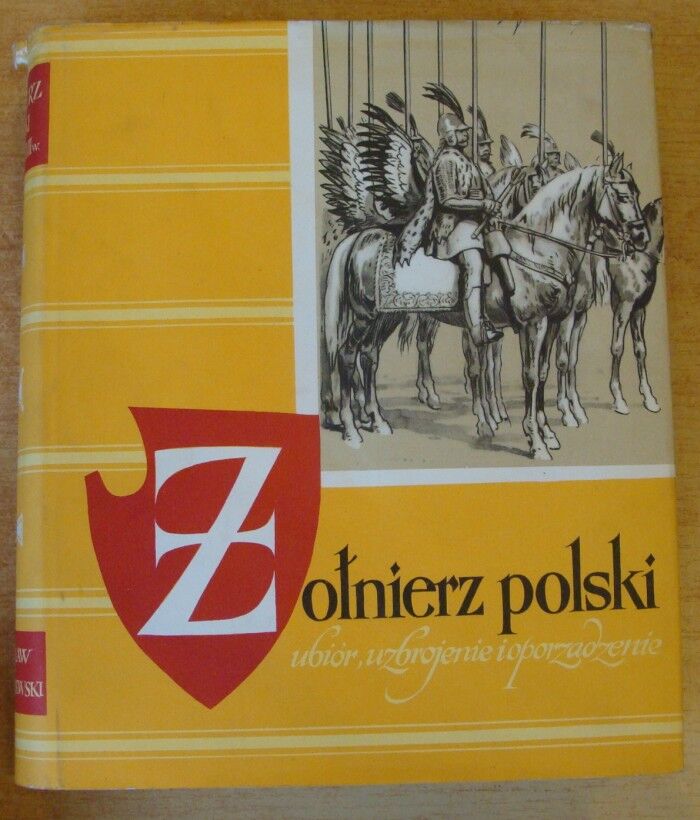 Żołnierz polski
ubiór, uzbrojenie i oporządzenie